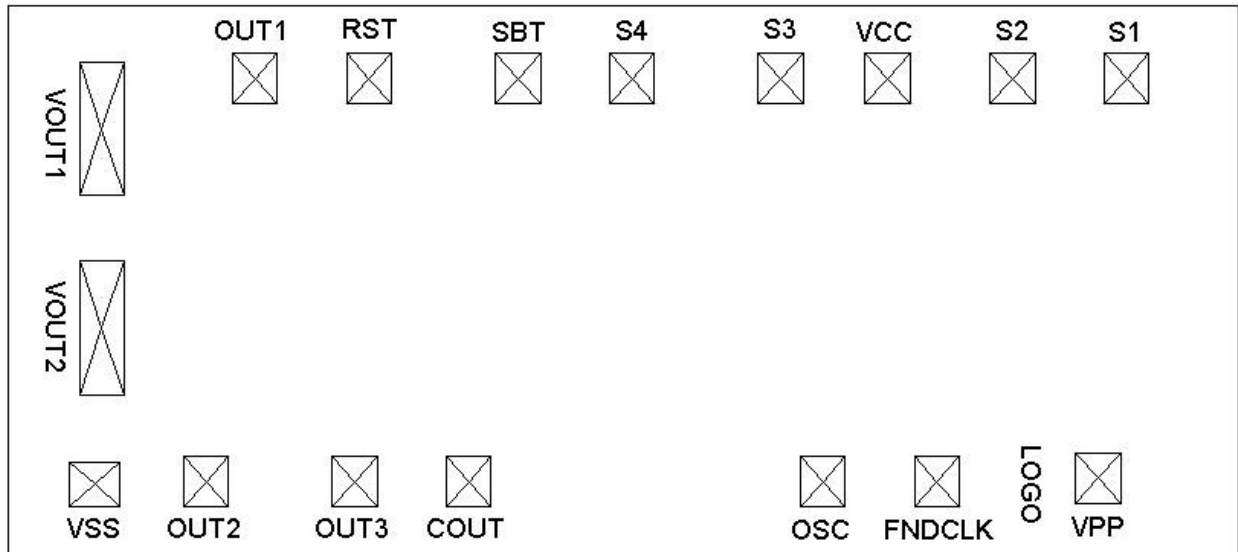 OUT1 RST SBT S4 S3 VCC S2 S1
VOUT1
VOUT2
LOGO
VSS OUT2 OUT3 COUT OSC FNDCLK VPP